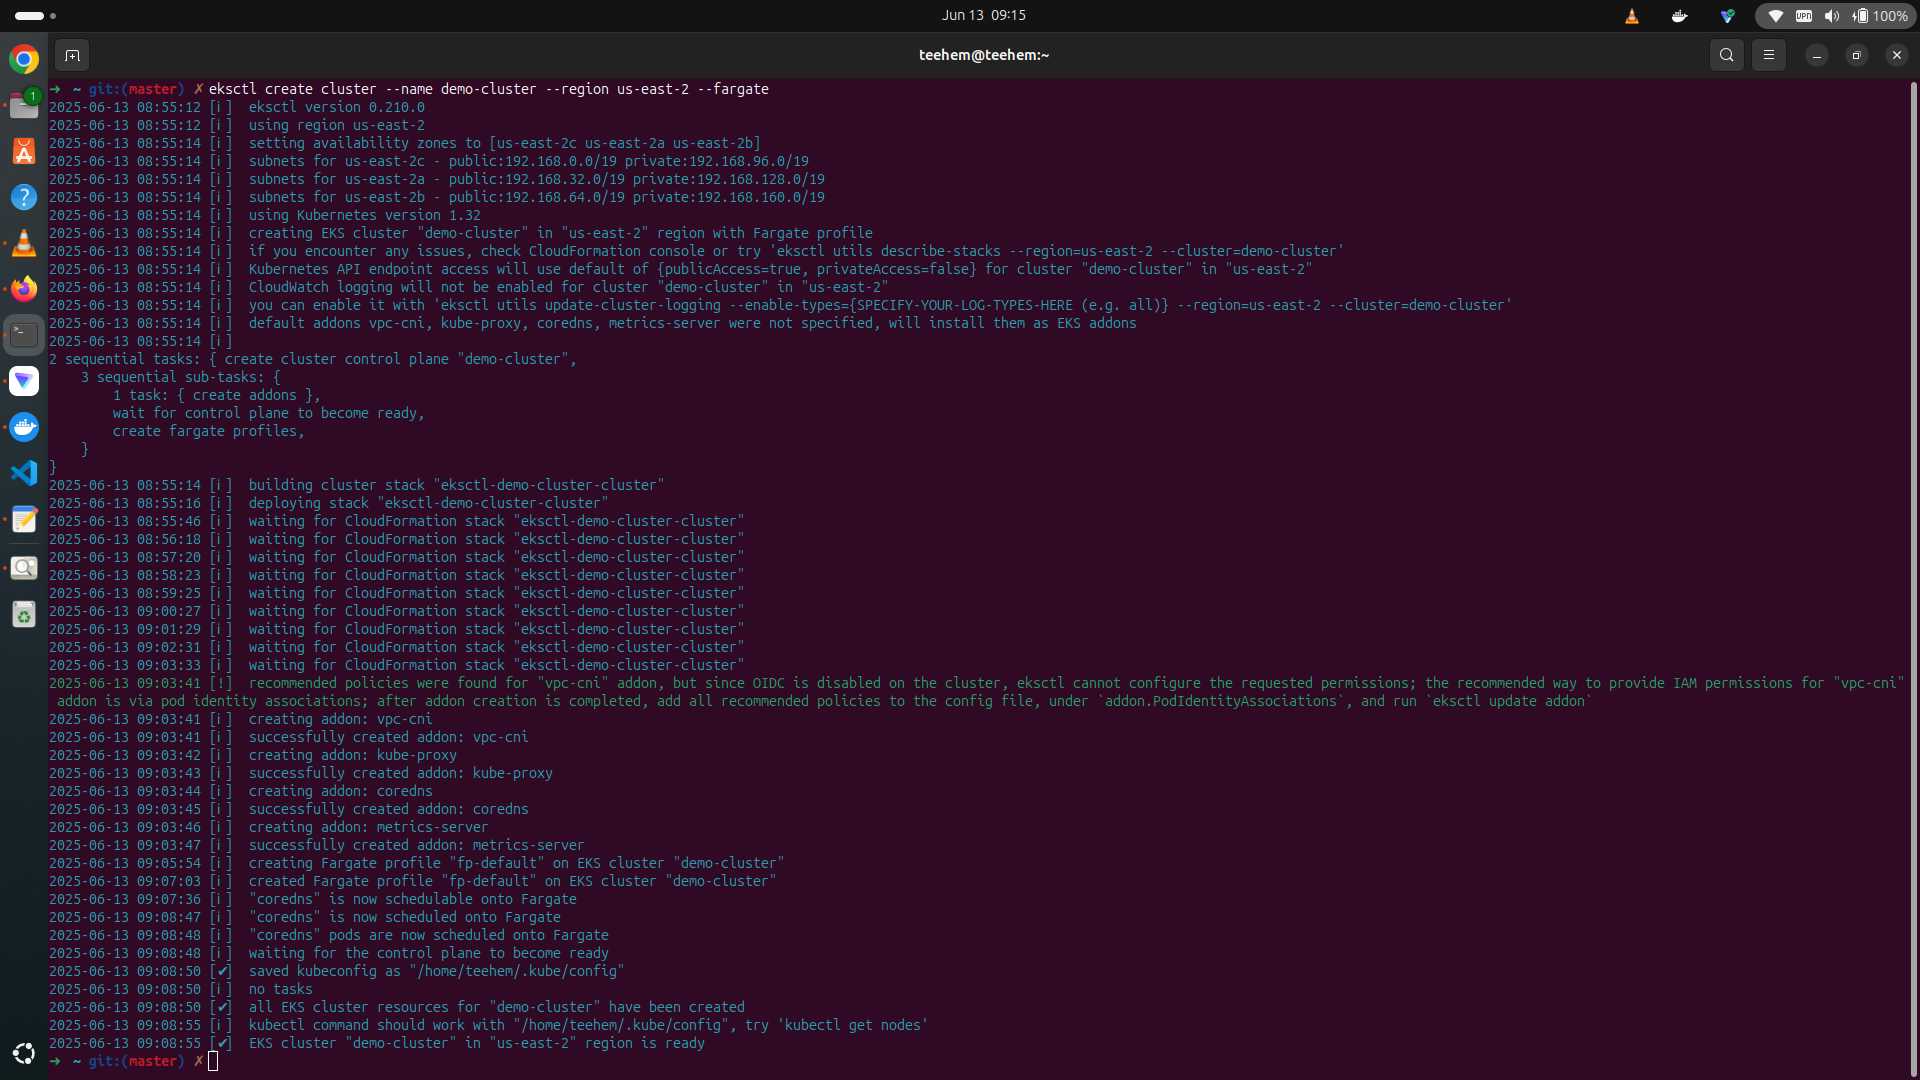 Jun 13 09:15
VPN
100%
teehem@teehem:~
1
➜ ~ git:(master) ✗ eksctl create cluster --name demo-cluster --region us-east-2 --fargate
2025-06-13 08:55:12 [ℹ] eksctl version 0.210.0
2025-06-13 08:55:12 [ℹ] using region us-east-2
2025-06-13 08:55:14 [ℹ] setting availability zones to [us-east-2c us-east-2a us-east-2b]
2025-06-13 08:55:14 [ℹ] subnets for us-east-2c - public:192.168.0.0/19 private:192.168.96.0/19
2025-06-13 08:55:14 [ℹ] subnets for us-east-2a - public:192.168.32.0/19 private:192.168.128.0/19
2025-06-13 08:55:14 [ℹ] subnets for us-east-2b - public:192.168.64.0/19 private:192.168.160.0/19
2025-06-13 08:55:14 [ℹ] using Kubernetes version 1.32
2025-06-13 08:55:14 [ℹ] creating EKS cluster "demo-cluster" in "us-east-2" region with Fargate profile
2025-06-13 08:55:14 [ℹ] if you encounter any issues, check CloudFormation console or try 'eksctl utils describe-stacks --region=us-east-2 --cluster=demo-cluster'
2025-06-13 08:55:14 [ℹ] Kubernetes API endpoint access will use default of {publicAccess=true, privateAccess=false} for cluster "demo-cluster" in "us-east-2"
2025-06-13 08:55:14 [ℹ] CloudWatch logging will not be enabled for cluster "demo-cluster" in "us-east-2"
2025-06-13 08:55:14 [ℹ] you can enable it with 'eksctl utils update-cluster-logging --enable-types={SPECIFY-YOUR-LOG-TYPES-HERE (e.g. all)} --region=us-east-2 --cluster=demo-cluster'
2025-06-13 08:55:14 [ℹ] default addons vpc-cni, kube-proxy, coredns, metrics-server were not specified, will install them as EKS addons
2025-06-13 08:55:14 [ℹ]
2 sequential tasks: { create cluster control plane "demo-cluster",
    3 sequential sub-tasks: {
        1 task: { create addons },
        wait for control plane to become ready,
        create fargate profiles,
    }
}
2025-06-13 08:55:14 [ℹ] building cluster stack "eksctl-demo-cluster-cluster"
2025-06-13 08:55:16 [ℹ] deploying stack "eksctl-demo-cluster-cluster"
2025-06-13 08:55:46 [ℹ] waiting for CloudFormation stack "eksctl-demo-cluster-cluster"
2025-06-13 08:56:18 [ℹ] waiting for CloudFormation stack "eksctl-demo-cluster-cluster"
2025-06-13 08:57:20 [ℹ] waiting for CloudFormation stack "eksctl-demo-cluster-cluster"
2025-06-13 08:58:23 [ℹ] waiting for CloudFormation stack "eksctl-demo-cluster-cluster"
2025-06-13 08:59:25 [ℹ] waiting for CloudFormation stack "eksctl-demo-cluster-cluster"
2025-06-13 09:00:27 [ℹ] waiting for CloudFormation stack "eksctl-demo-cluster-cluster"
2025-06-13 09:01:29 [ℹ] waiting for CloudFormation stack "eksctl-demo-cluster-cluster"
2025-06-13 09:02:31 [ℹ] waiting for CloudFormation stack "eksctl-demo-cluster-cluster"
2025-06-13 09:03:33 [ℹ] waiting for CloudFormation stack "eksctl-demo-cluster-cluster"
2025-06-13 09:03:41 [!] recommended policies were found for "vpc-cni" addon, but since OIDC is disabled on the cluster, eksctl cannot configure the requested permissions; the recommended way to provide IAM permissions for "vpc-cni"
addon is via pod identity associations; after addon creation is completed, add all recommended policies to the config file, under `addon.PodIdentityAssociations`, and run `eksctl update addon`
2025-06-13 09:03:41 [ℹ] creating addon: vpc-cni
2025-06-13 09:03:41 [ℹ] successfully created addon: vpc-cni
2025-06-13 09:03:42 [ℹ] creating addon: kube-proxy
2025-06-13 09:03:43 [ℹ] successfully created addon: kube-proxy
2025-06-13 09:03:44 [ℹ] creating addon: coredns
2025-06-13 09:03:45 [ℹ] successfully created addon: coredns
2025-06-13 09:03:46 [ℹ] creating addon: metrics-server
2025-06-13 09:03:47 [ℹ] successfully created addon: metrics-server
2025-06-13 09:05:54 [ℹ] creating Fargate profile "fp-default" on EKS cluster "demo-cluster"
2025-06-13 09:07:03 [ℹ] created Fargate profile "fp-default" on EKS cluster "demo-cluster"
2025-06-13 09:07:36 [ℹ] "coredns" is now schedulable onto Fargate
2025-06-13 09:08:47 [ℹ] "coredns" is now scheduled onto Fargate
2025-06-13 09:08:48 [ℹ] "coredns" pods are now scheduled onto Fargate
2025-06-13 09:08:48 [ℹ] waiting for the control plane to become ready
2025-06-13 09:08:50 [✔] saved kubeconfig as "/home/teehem/.kube/config"
2025-06-13 09:08:50 [ℹ] no tasks
2025-06-13 09:08:50 [✔] all EKS cluster resources for "demo-cluster" have been created
2025-06-13 09:08:55 [ℹ] kubectl command should work with "/home/teehem/.kube/config", try 'kubectl get nodes'
2025-06-13 09:08:55 [✔] EKS cluster "demo-cluster" in "us-east-2" region is ready
➜ ~ git:(master) ✗